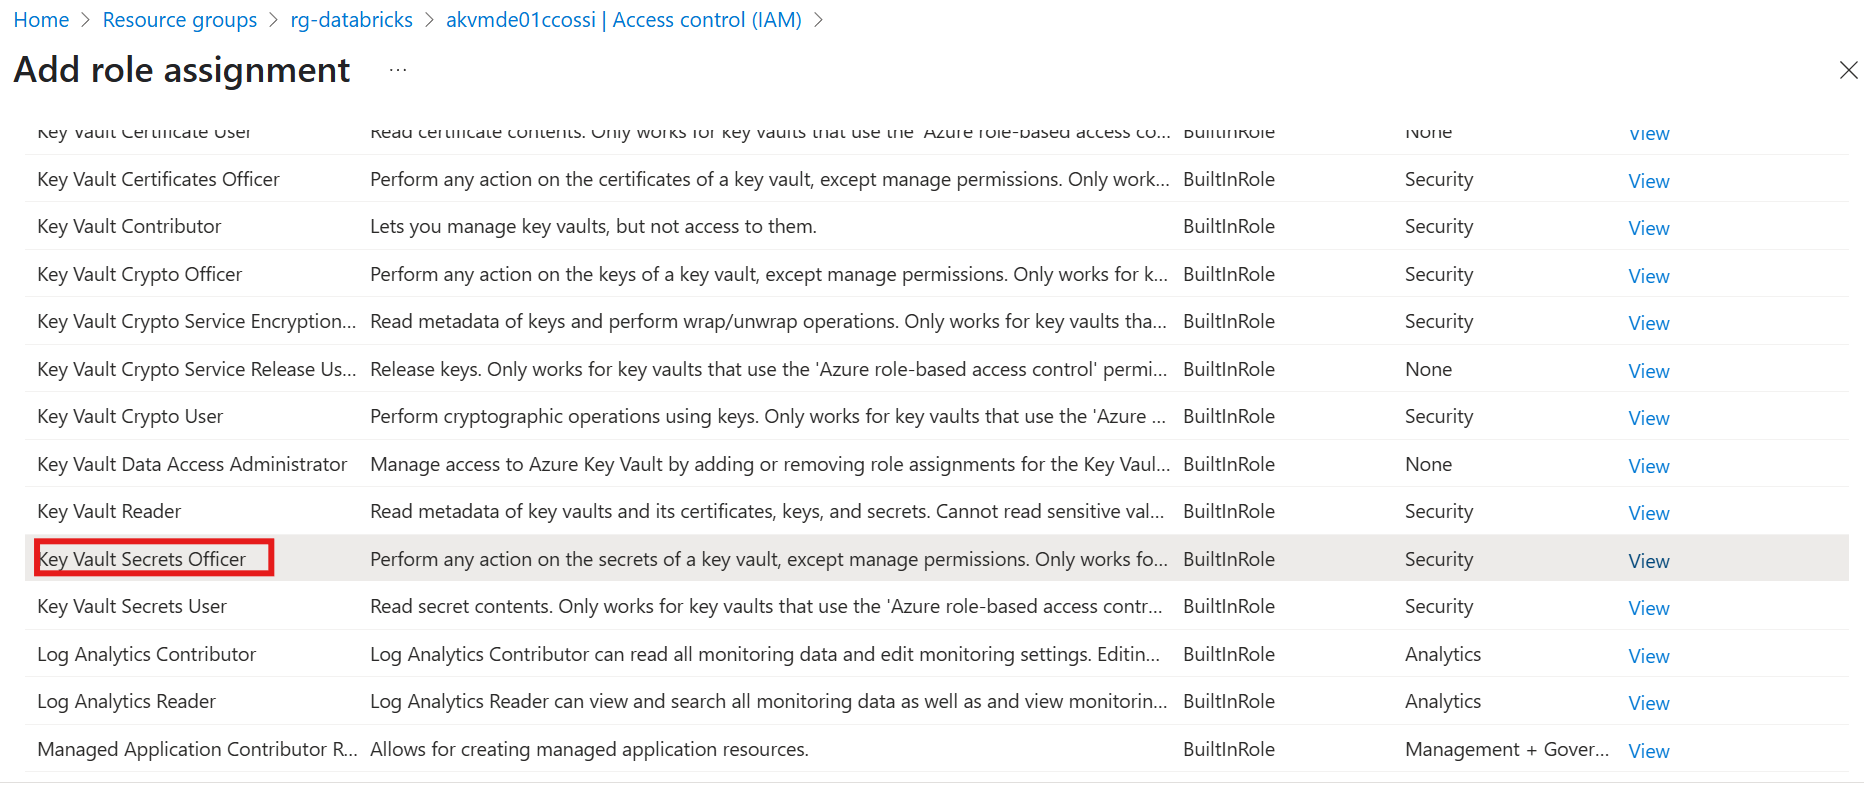 Home > Resource groups > rg-databricks > akvmde01ccossi | Access control (IAM) >
Add role assignment ...
Key Vault Certificate User Read certificate contents. Only works for key vaults that use the 'Azure role-based access co... BuiltInRole None View
Key Vault Certificates Officer Perform any action on the certificates of a key vault, except manage permissions. Only work... BuiltInRole Security View
Key Vault Contributor Lets you manage key vaults, but not access to them. BuiltInRole Security View
Key Vault Crypto Officer Perform any action on the keys of a key vault, except manage permissions. Only works for k... BuiltInRole Security View
Key Vault Crypto Service Encryption... Read metadata of keys and perform wrap/unwrap operations. Only works for key vaults tha... BuiltInRole Security View
Key Vault Crypto Service Release Us... Release keys. Only works for key vaults that use the 'Azure role-based access control' permi... BuiltInRole None View
Key Vault Crypto User Perform cryptographic operations using keys. Only works for key vaults that use the 'Azure ... BuiltInRole Security View
Key Vault Data Access Administrator Manage access to Azure Key Vault by adding or removing role assignments for the Key Vaul... BuiltInRole None View
Key Vault Reader Read metadata of key vaults and its certificates, keys, and secrets. Cannot read sensitive val... BuiltInRole Security View
Key Vault Secrets Officer Perform any action on the secrets of a key vault, except manage permissions. Only works fo... BuiltInRole Security View
Key Vault Secrets User Read secret contents. Only works for key vaults that use the 'Azure role-based access contr... BuiltInRole Security View
Log Analytics Contributor Log Analytics Contributor can read all monitoring data and edit monitoring settings. Editin... BuiltInRole Analytics View
Log Analytics Reader Log Analytics Reader can view and search all monitoring data as well as and view monitorin... BuiltInRole Analytics View
Managed Application Contributor R... Allows for creating managed application resources. BuiltInRole Management + Gover... View